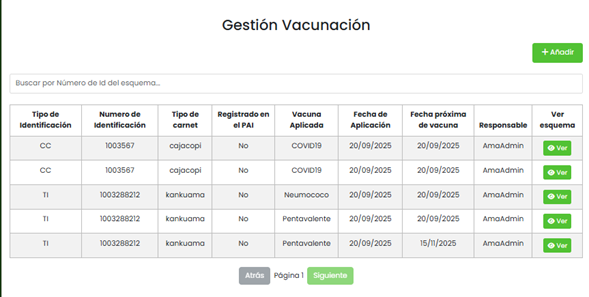 Gestión Vacunación
+ Añadir
Buscar por Número de Id del esquema...
Tipo de Identificación Numero de Identificación Tipo de carnet Registrado en el PAI Vacuna Aplicada Fecha de Aplicación Fecha próxima de vacuna Responsable Ver esquema
CC 1003567 cajacopi No COVID19 20/09/2025 20/09/2025 AmaAdmin Ver
CC 1003567 cajacopi No COVID19 20/09/2025 20/09/2025 AmaAdmin Ver
TI 1003288212 kankuama No Neumococo 20/09/2025 20/09/2025 AmaAdmin Ver
TI 1003288212 kankuama No Pentavalente 20/09/2025 20/09/2025 AmaAdmin Ver
TI 1003288212 kankuama No Pentavalente 20/09/2025 15/11/2025 AmaAdmin Ver
Atrás Página 1 Siguiente